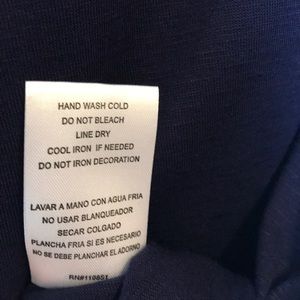 HAND WASH COLD
DO NOT BLEACH
LINE DRY
COOL IRON IF NEEDED
DO NOT IRON DECORATION
LAVAR A MANO CON AGUA FRIA
NO USAR BLANQUEADOR
SECAR COLGADO
PLANCHA FRIA SI ES NECESARIO
NO SE DEBE PLANCHAR EL ADORNO